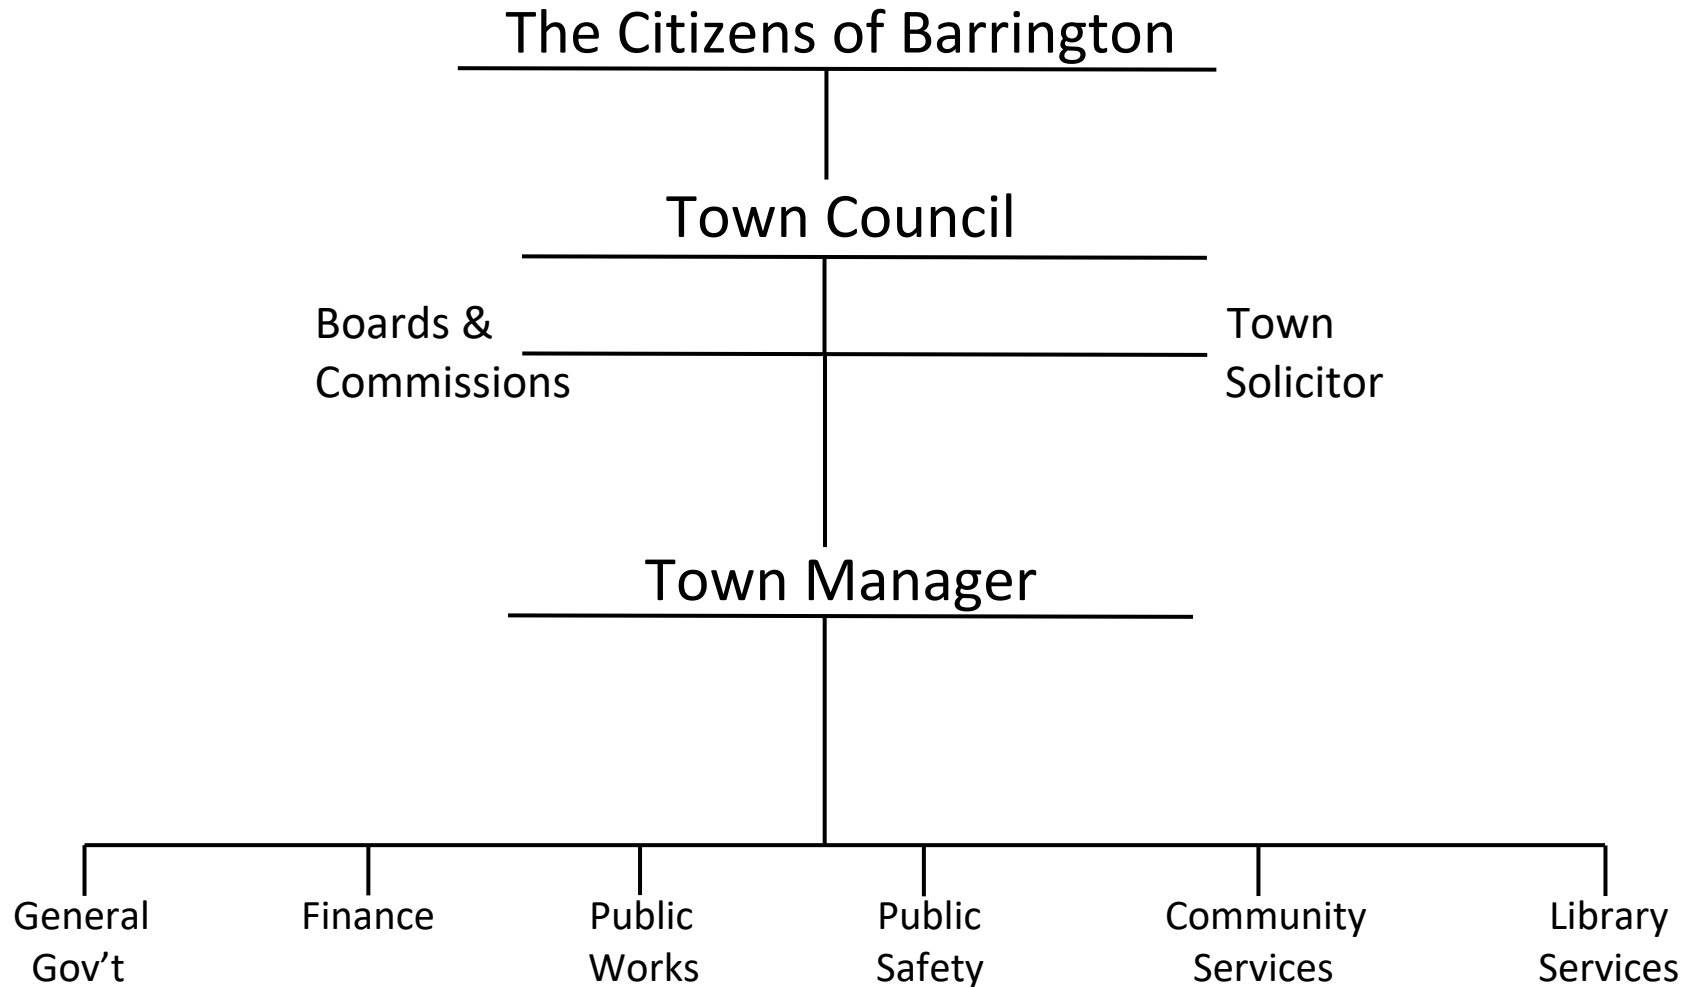 The Citizens of Barrington
Town Council
Boards &
Commissions
Town
Solicitor
Town Manager
General
Gov’t
Finance
Public
Works
Public
Safety
Community
Services
Library
Services